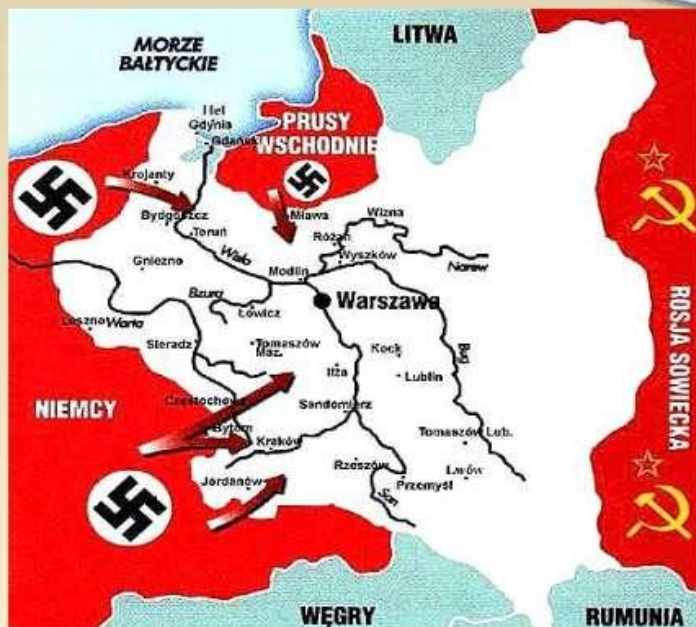 MORZE
BAŁTYCKIE
LITWA
Hel
Gdynia
Gdańsk
PRUSY
WSCHODNIE
Krojanty
Bydgoszcz
Toruń
Mława
Wizna
Różan
Wyszków
Narew
Gniezno
Wisła
Modlin
Bzura
Warszawa
Leszno
Warta
Łowicz
Sieradz
Tomaszów
Maz.
Kock
Bug
Iłża
Lublin
NIEMCY
Częstochowa
Sandomierz
Bytom
Kraków
Tomaszów Lub.
Rzeszów
Lwów
Jordanów
Przemyśl
San
ROSJA SOWIECKA
WĘGRY
RUMUNIA